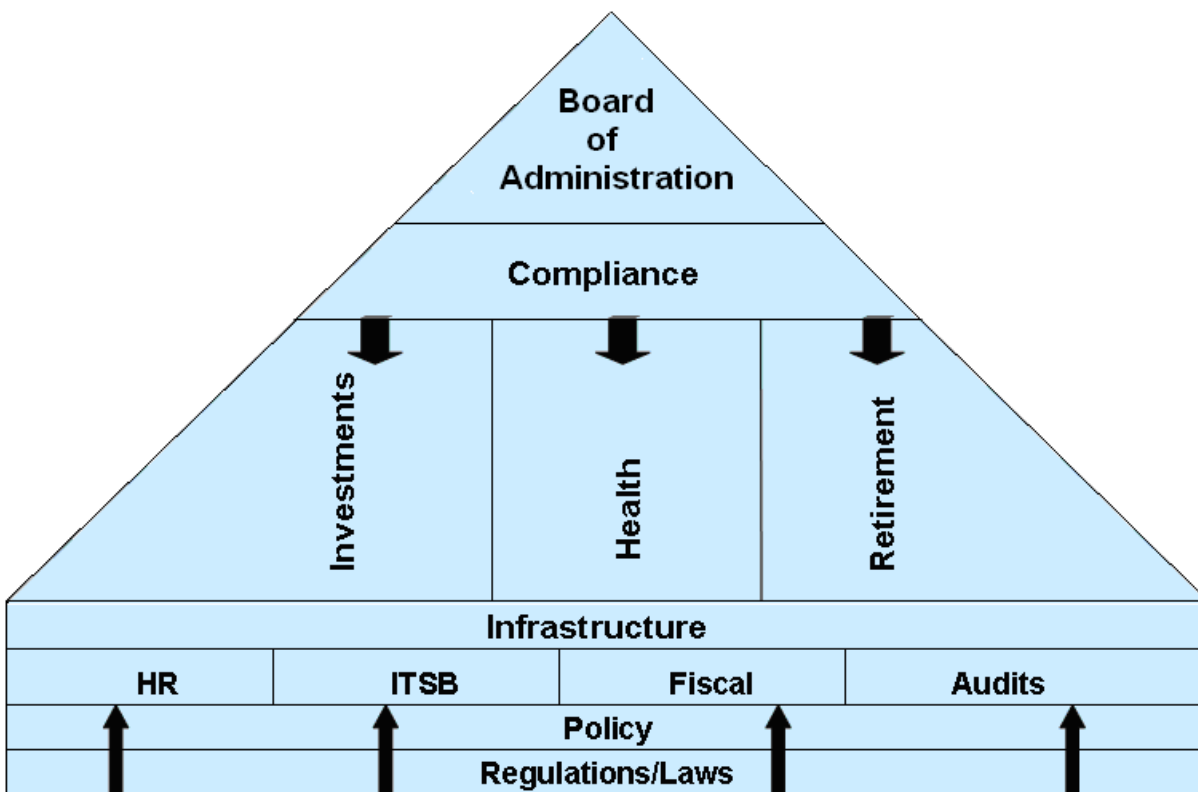 Board
of
Administration
Compliance
Investments
Health
Retirement
Infrastructure
HR
ITSB
Fiscal
Audits
Policy
Regulations/Laws